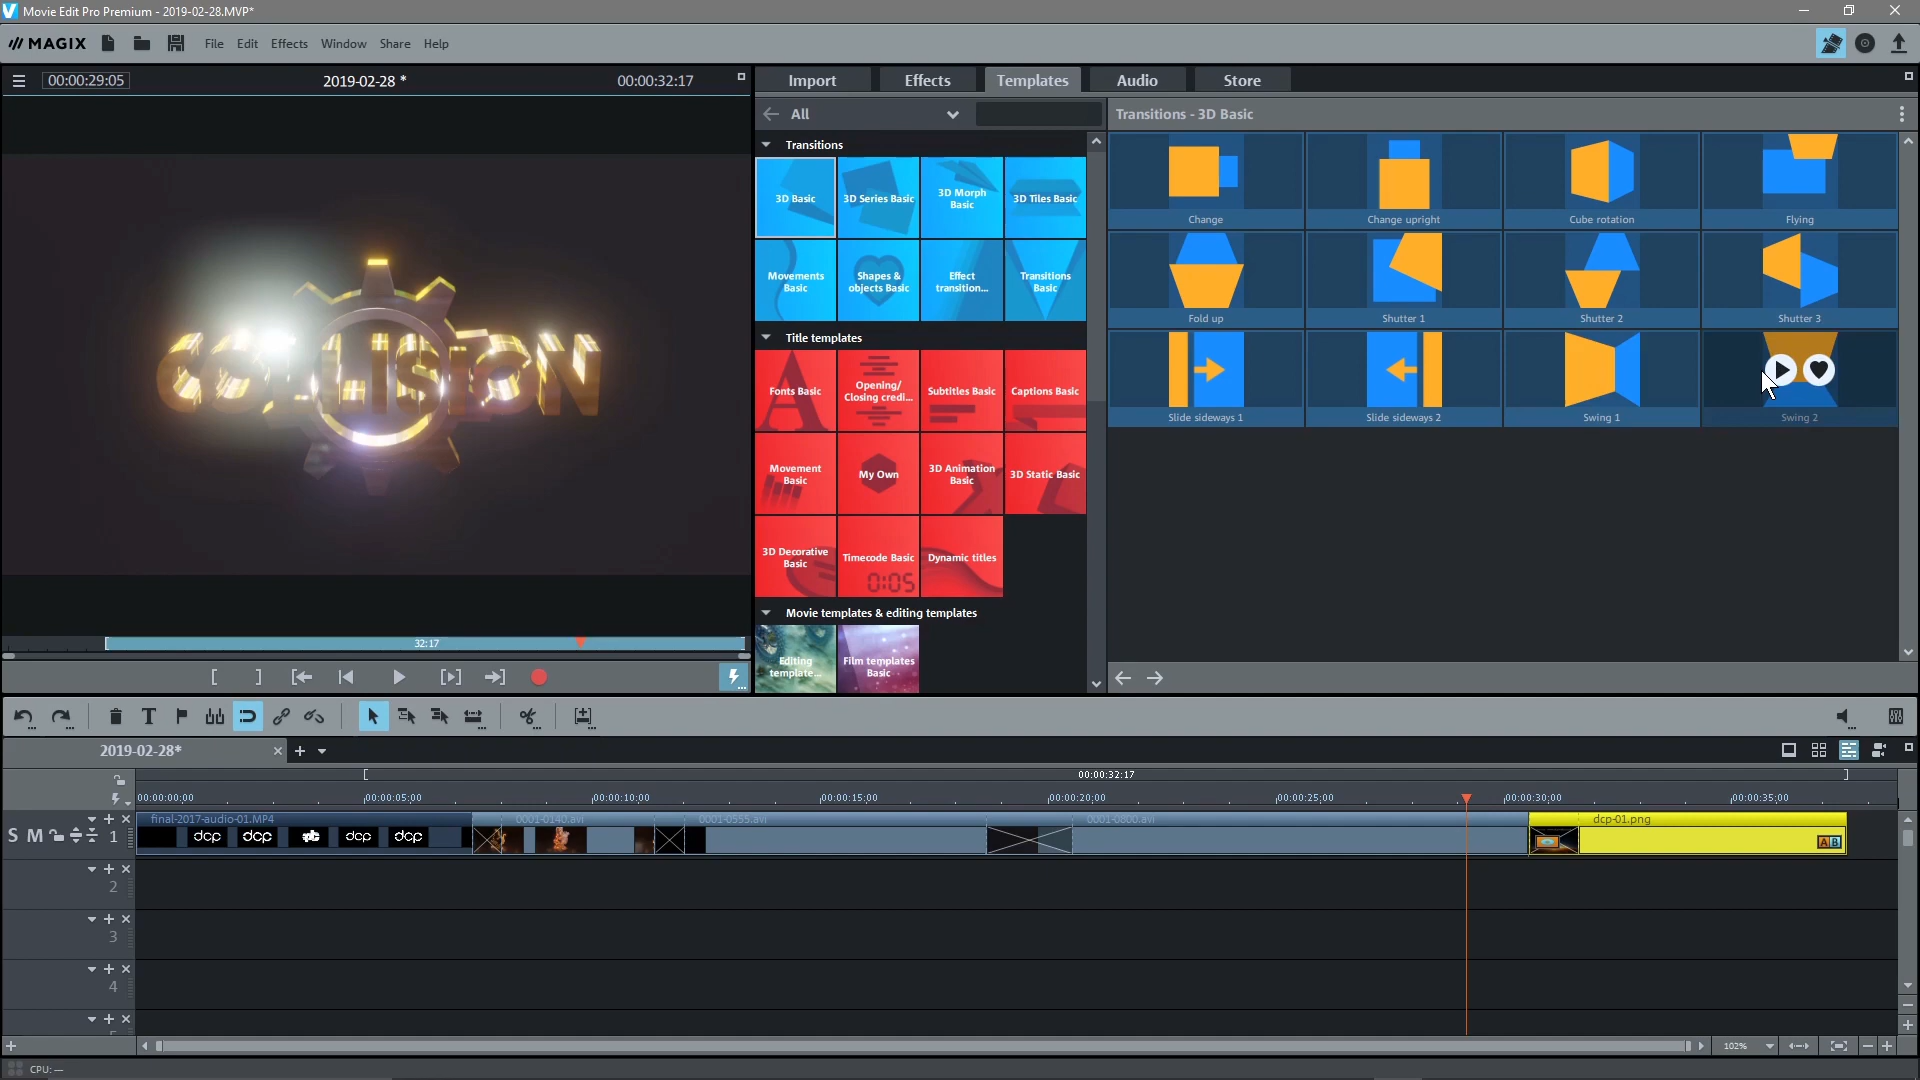 Movie Edit Pro Premium - 2019-02-28.MVP*
MAGIX File Edit Effects Window Share Help
00:00:29:05 2019-02-28 * 00:00:32:17
Import Effects Templates Audio Store
All
Transitions - 3D Basic
Transitions
3D Basic
3D Series Basic
3D Morph
Basic
3D Tiles Basic
Movements
Basic
Shapes &
objects Basic
Effect
transition...
Transitions
Basic
Title templates
Fonts Basic
Opening/
Closing credi...
Subtitles Basic
Captions Basic
Movement
Basic
My Own
3D Animation
Basic
3D Static Basic
3D Decorative
Basic
Timecode Basic
0:05
Dynamic titles
Movie templates & editing templates
Editing
template...
Film templates
Basic
Change
Change upright
Cube rotation
Flying
Fold up
Shutter 1
Shutter 2
Shutter 3
Slide sideways 1
Slide sideways 2
Swing 1
Swing 2
COLLISION
32:17
2019-02-28*
00:00:32:17
00:00:00:00 00:00:05:00 00:00:10:00 00:00:15:00 00:00:20:00 00:00:25:00 00:00:30:00 00:00:35:00
final-2017-audio-01.MP4 0001-0140.avi 0001-0555.avi 0001-0800.avi dcp-01.png
S M 1
dcp dcp dcp dcp
A B
2
3
4
102%
CPU: —